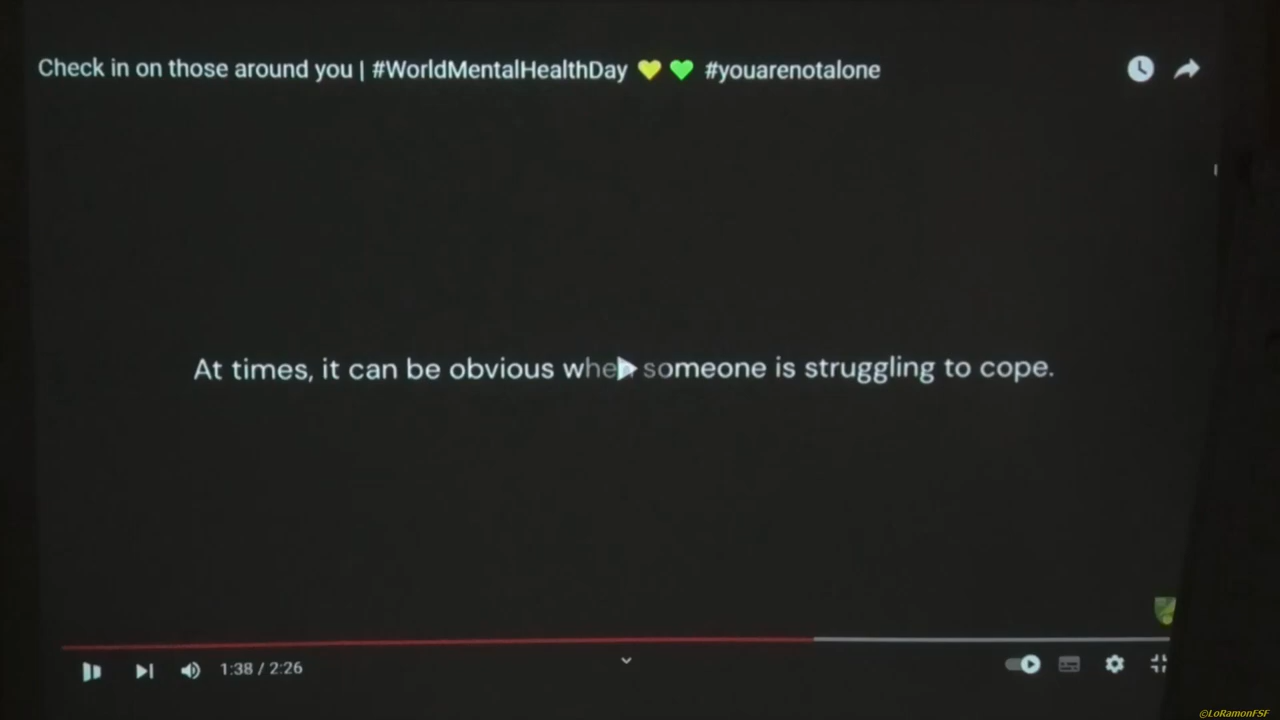 Check in on those around you | #WorldMentalHealthDay 💛💚 #youarenotalone
At times, it can be obvious when someone is struggling to cope.
1:38 / 2:26
©LoRamonFSF